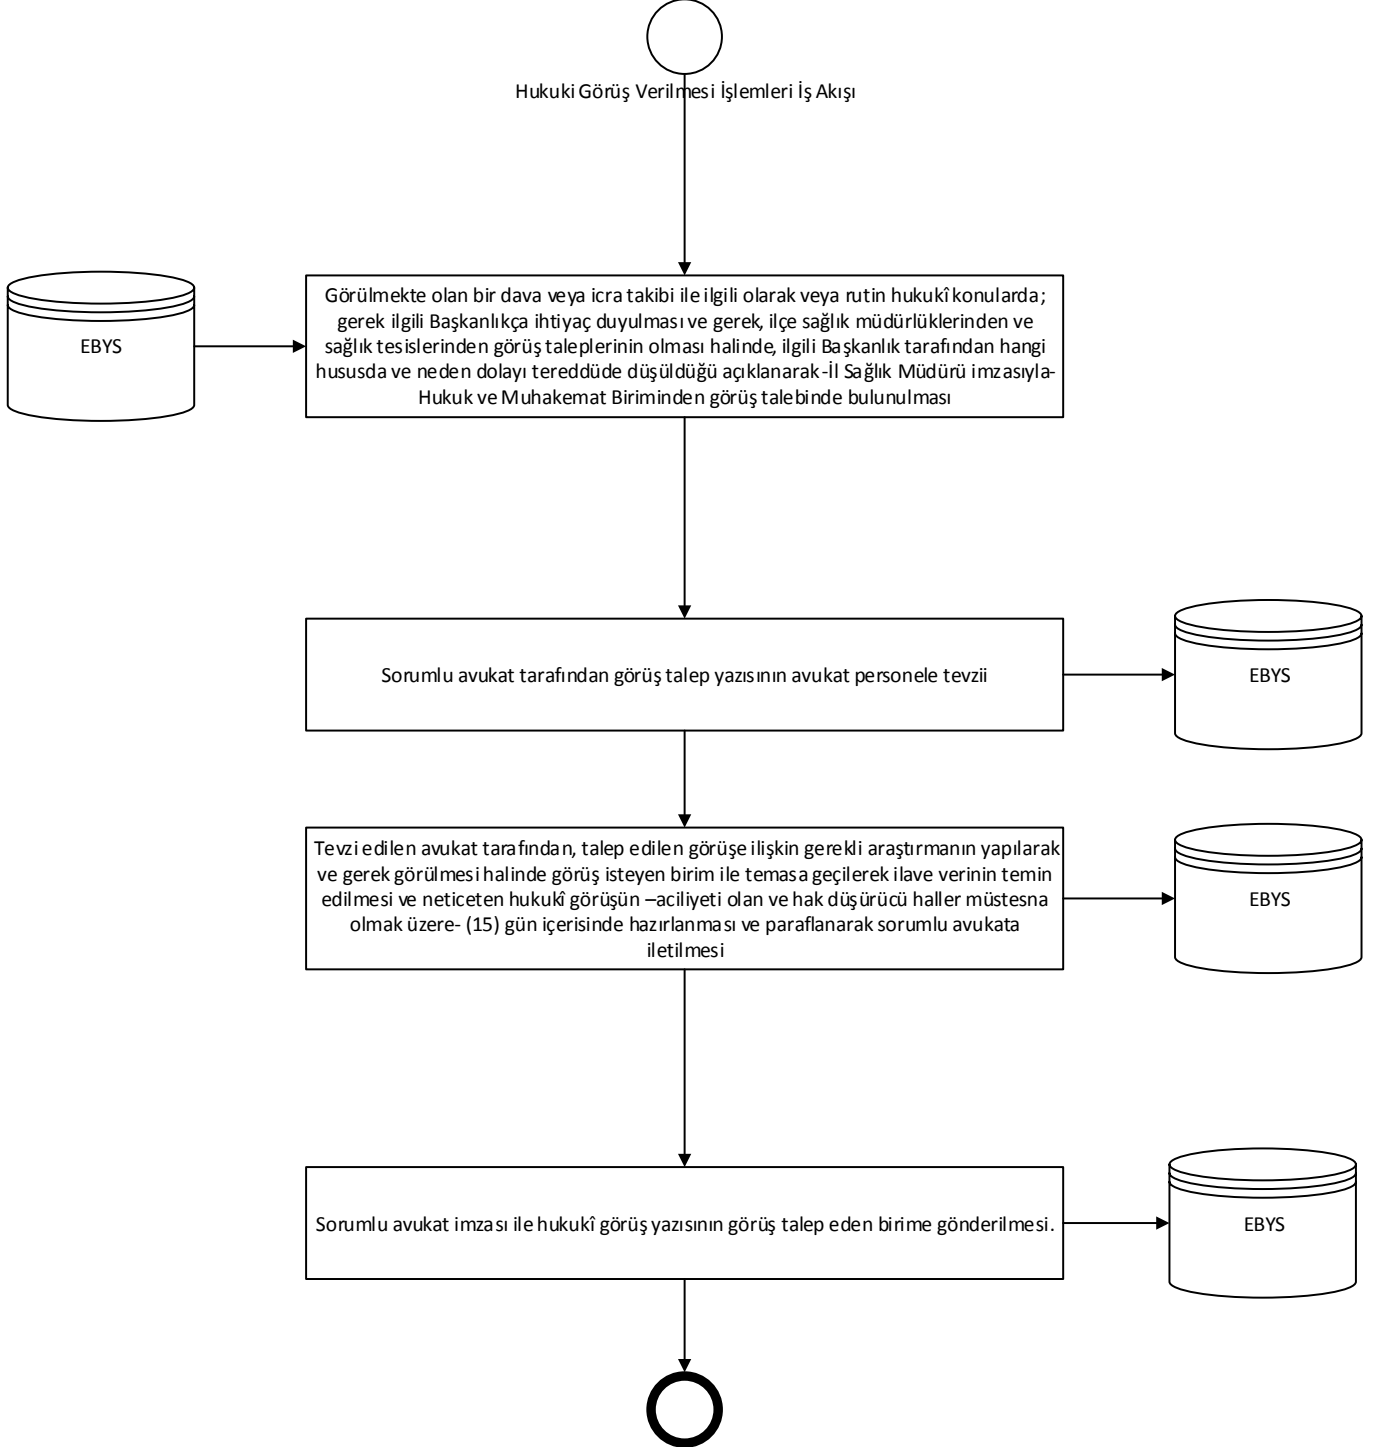 Hukuki Görüş Verilmesi İşlemleri İş Akışı
EBYS
Görülmekte olan bir dava veya icra takibi ile ilgili olarak veya rutin hukukî konularda;
gerek ilgili Başkanlıkça ihtiyaç duyulması ve gerek, ilçe sağlık müdürlüklerinden ve
sağlık tesislerinden görüş taleplerinin olması halinde, ilgili Başkanlık tarafından hangi
hususda ve neden dolayı tereddüde düşüldüğü açıklanarak -İl Sağlık Müdürü imzasıyla-
Hukuk ve Muhakemat Biriminden görüş talebinde bulunulması
Sorumlu avukat tarafından görüş talep yazısının avukat personele tevzii
EBYS
Tevzi edilen avukat tarafından, talep edilen görüşe ilişkin gerekli araştırmanın yapılarak
ve gerek görülmesi halinde görüş isteyen birim ile temasa geçilerek ilave verinin temin
edilmesi ve neticeten hukukî görüşün –aciliyeti olan ve hak düşürücü haller müstesna
olmak üzere- (15) gün içerisinde hazırlanması ve paraflanarak sorumlu avukata
iletilmesi
EBYS
Sorumlu avukat imzası ile hukukî görüş yazısının görüş talep eden birime gönderilmesi.
EBYS